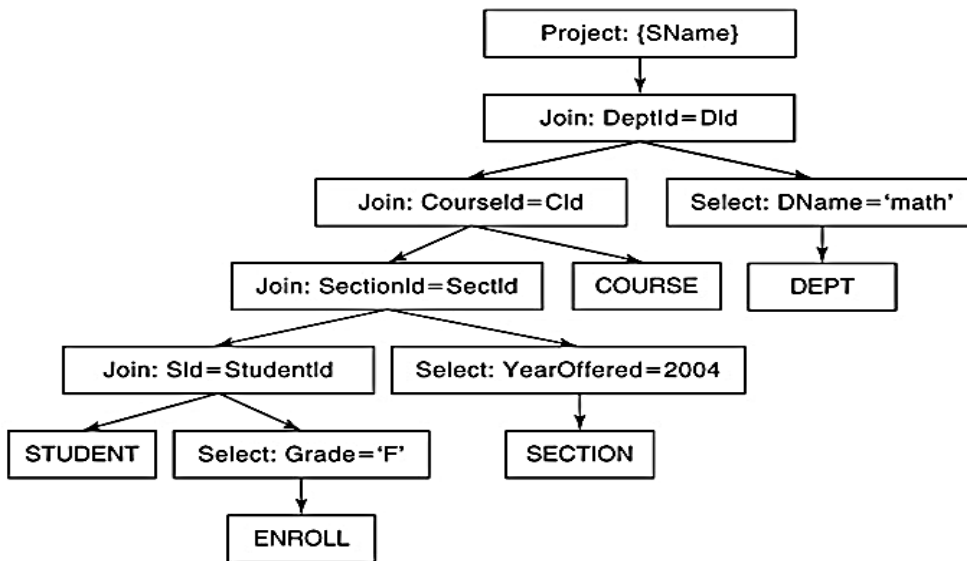 Project: {SName}
Join: DeptId=DId
Join: CourseId=CId
Select: DName=‘math’
Join: SectionId=SectId
COURSE
DEPT
Join: SId=StudentId
Select: YearOffered=2004
STUDENT
Select: Grade=‘F’
SECTION
ENROLL